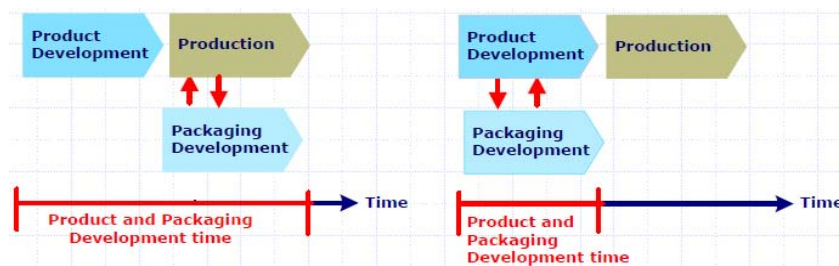 Product
Development
Production
Packaging
Development
Time
Product and Packaging
Development time
Product
Development
Production
Packaging
Development
Time
Product and
Packaging
Development time